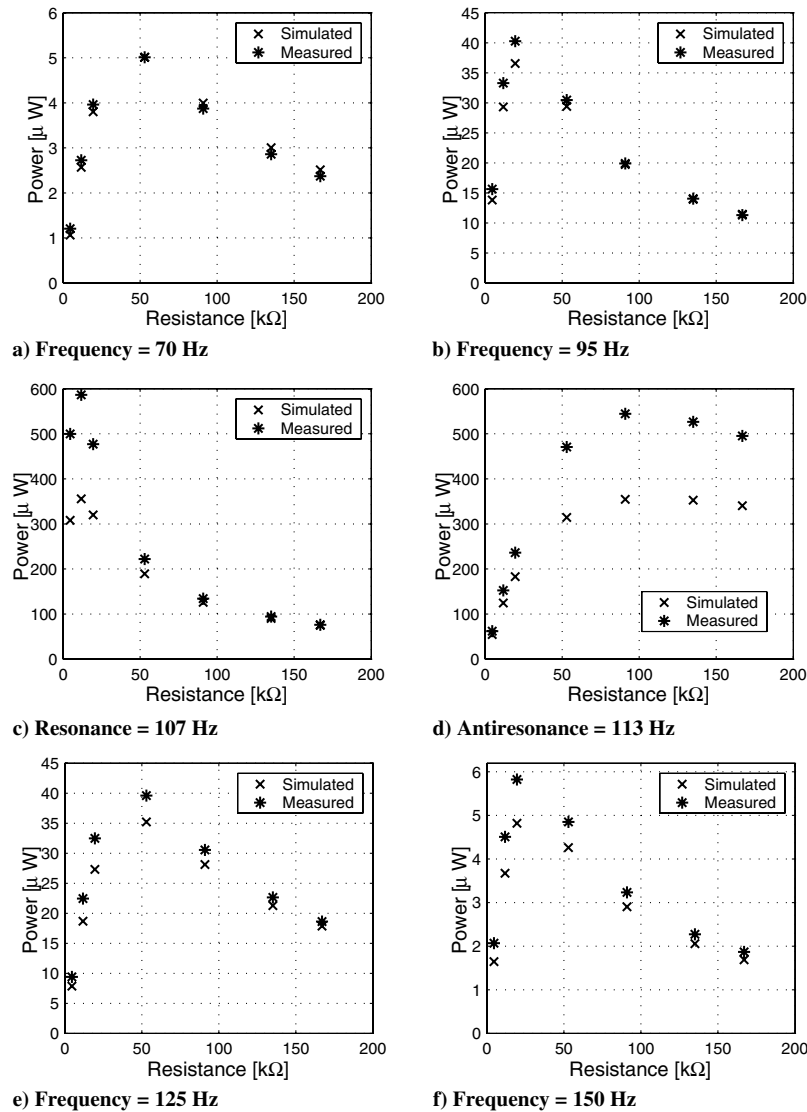 6
5
4
3
2
1
0
Power [μ W]
× Simulated
* Measured
0 50 100 150 200
Resistance [kΩ]
a) Frequency = 70 Hz
45
40
35
30
25
20
15
10
5
0
Power [μ W]
× Simulated
* Measured
0 50 100 150 200
Resistance [kΩ]
b) Frequency = 95 Hz
600
500
400
300
200
100
0
Power [μ W]
× Simulated
* Measured
0 50 100 150 200
Resistance [kΩ]
c) Resonance = 107 Hz
600
500
400
300
200
100
0
Power [μ W]
× Simulated
* Measured
0 50 100 150 200
Resistance [kΩ]
d) Antiresonance = 113 Hz
45
40
35
30
25
20
15
10
5
0
Power [μ W]
× Simulated
* Measured
0 50 100 150 200
Resistance [kΩ]
e) Frequency = 125 Hz
6
5
4
3
2
1
0
Power [μ W]
× Simulated
* Measured
0 50 100 150 200
Resistance [kΩ]
f) Frequency = 150 Hz